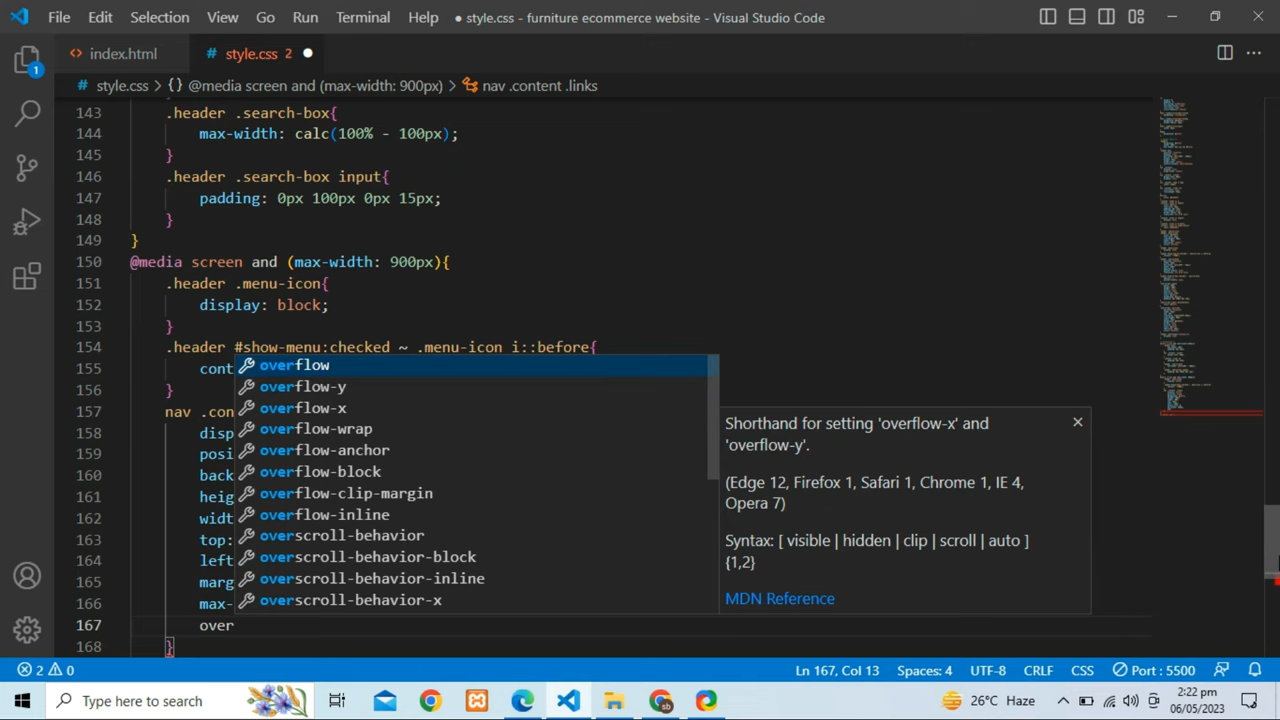 File Edit Selection View Go Run Terminal Help ● style.css - furniture ecommerce website - Visual Studio Code
<> index.html # style.css 2 ●
# style.css > {} @media screen and (max-width: 900px) > nav .content .links
143 .header .search-box{
144 max-width: calc(100% - 100px);
145 }
146 .header .search-box input{
147 padding: 0px 100px 0px 15px;
148 }
149 }
150 @media screen and (max-width: 900px){
151 .header .menu-icon{
152 display: block;
153 }
154 .header #show-menu:checked ~ .menu-icon i::before{
155 cont
156 }
157 nav .con
158 disp
159 posi
160 back
161 heig
162 widt
163 top:
164 left
165 marg
166 max-
167 over
168 }
overflow
overflow-y
overflow-x
overflow-wrap
overflow-anchor
overflow-block
overflow-clip-margin
overflow-inline
overscroll-behavior
overscroll-behavior-block
overscroll-behavior-inline
overscroll-behavior-x
Shorthand for setting 'overflow-x' and
'overflow-y'.
(Edge 12, Firefox 1, Safari 1, Chrome 1, IE 4,
Opera 7)
Syntax: [ visible | hidden | clip | scroll | auto ]
{1,2}
MDN Reference
1
2 0 Ln 167, Col 13 Spaces: 4 UTF-8 CRLF CSS Port : 5500
Type here to search 26°C Haze 2:22 pm
06/05/2023